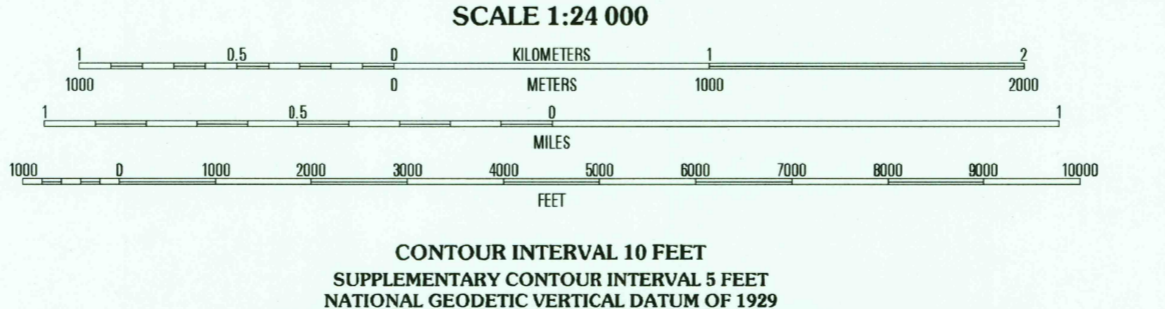 SCALE 1:24 000
1 0.5 0 KILOMETERS 1 2
1000 0 METERS 1000 2000
1 0.5 0 1
MILES
1000 0 1000 2000 3000 4000 5000 6000 7000 8000 9000 10000
FEET
CONTOUR INTERVAL 10 FEET
SUPPLEMENTARY CONTOUR INTERVAL 5 FEET
NATIONAL GEODETIC VERTICAL DATUM OF 1929